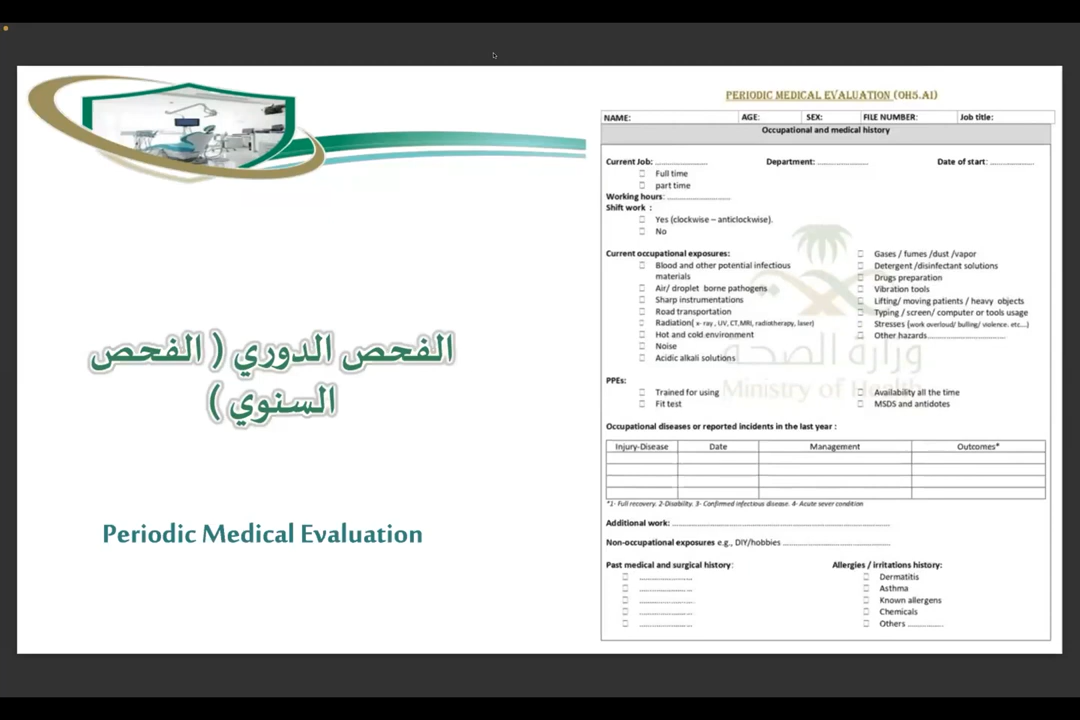 الفحص الدوري ( الفحص
السنوي )
Periodic Medical Evaluation
PERIODIC MEDICAL EVALUATION (OHS.A1)
NAME: AGE: SEX: FILE NUMBER: Job title:
Occupational and medical history
Current Job: ........................ Department: ....................... Date of start: ....................
Full time
part time
Working hours: .............................
Shift work :
Yes (clockwise – anticlockwise).
No
Current occupational exposures:
Blood and other potential infectious
materials
Air/ droplet borne pathogens
Sharp instrumentations
Road transportation
Radiation( x- ray , UV, CT,MRI, radiotherapy, laser)
Hot and cold environment
Noise
Acidic alkali solutions
Gases / fumes /dust /vapor
Detergent /disinfectant solutions
Drugs preparation
Vibration tools
Lifting/ moving patients / heavy objects
Typing / screen/ computer or tools usage
Stresses (work overload/ bulling/ violence. etc...)
Other hazards..................................
وزارة الصحة
Ministry of Health
PPEs:
Trained for using
Fit test
Availability all the time
MSDS and antidotes
Occupational diseases or reported incidents in the last year :
Injury-Disease Date Management Outcomes*
*1- Full recovery. 2-Disability. 3- Confirmed infectious disease. 4- Acute sever condition
Additional work: ..................................................................................
Non-occupational exposures e.g., DIY/hobbies .........................................
Past medical and surgical history:
........................
........................
........................
........................
........................
Allergies / irritations history:
Dermatitis
Asthma
Known allergens
Chemicals
Others ................